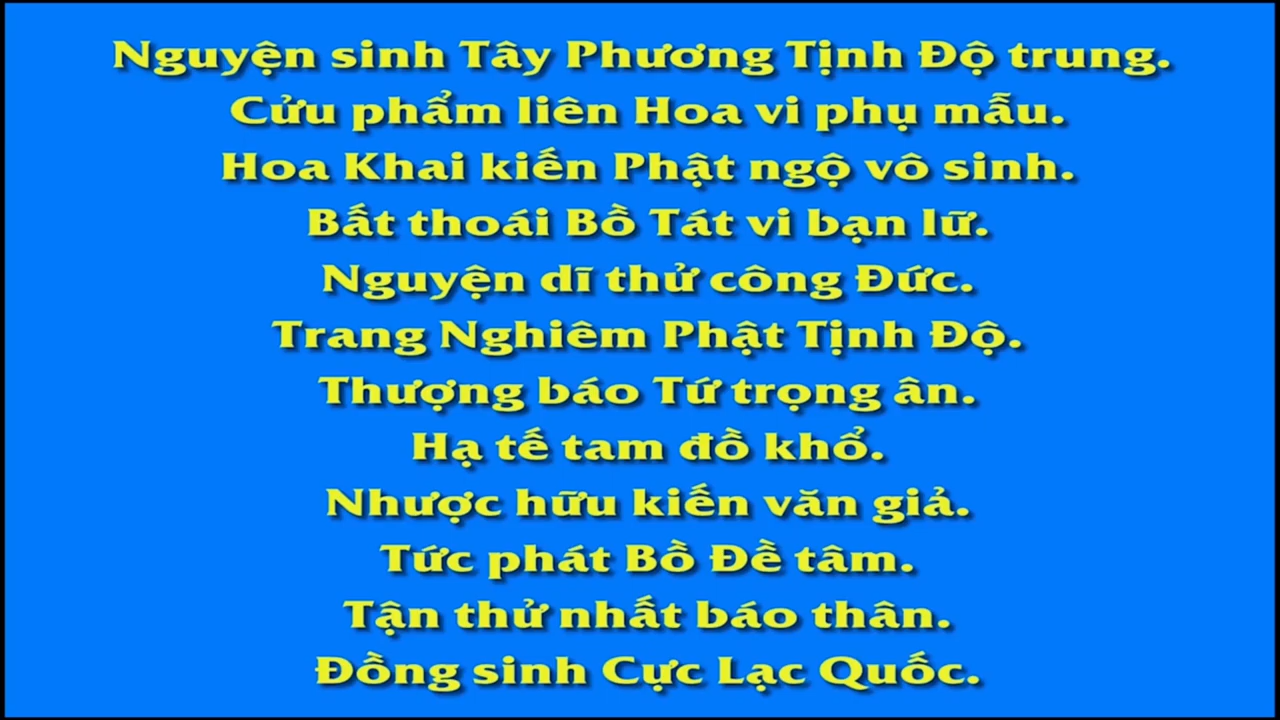 Nguyện sinh Tây Phương Tịnh Độ trung.
Cửu phẩm liên Hoa vi phụ mẫu.
Hoa Khai kiến Phật ngộ vô sinh.
Bất thoái Bồ Tát vi bạn lữ.
Nguyện dĩ thử công Đức.
Trang Nghiêm Phật Tịnh Độ.
Thượng báo Tứ trọng ân.
Hạ tế tam đồ khổ.
Nhược hữu kiến văn giả.
Tức phát Bồ Đề tâm.
Tận thử nhất báo thân.
Đồng sinh Cực Lạc Quốc.